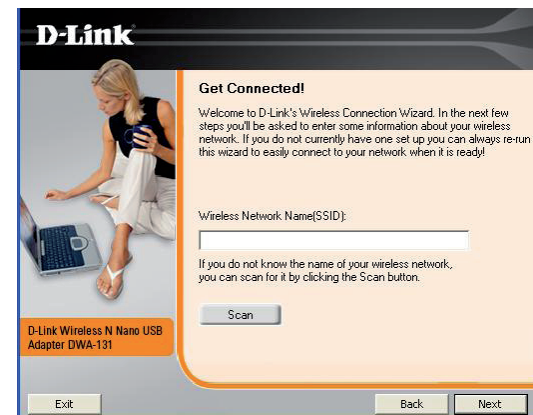 D-Link
Get Connected!
Welcome to D-Link's Wireless Connection Wizard. In the next few
steps you'll be asked to enter some information about your wireless
network. If you do not currently have one set up you can always re-run
this wizard to easily connect to your network when it is ready!
Wireless Network Name(SSID):
If you do not know the name of your wireless network,
you can scan for it by clicking the Scan button.
Scan
D-Link Wireless N Nano USB
Adapter DWA-131
Exit
Back
Next